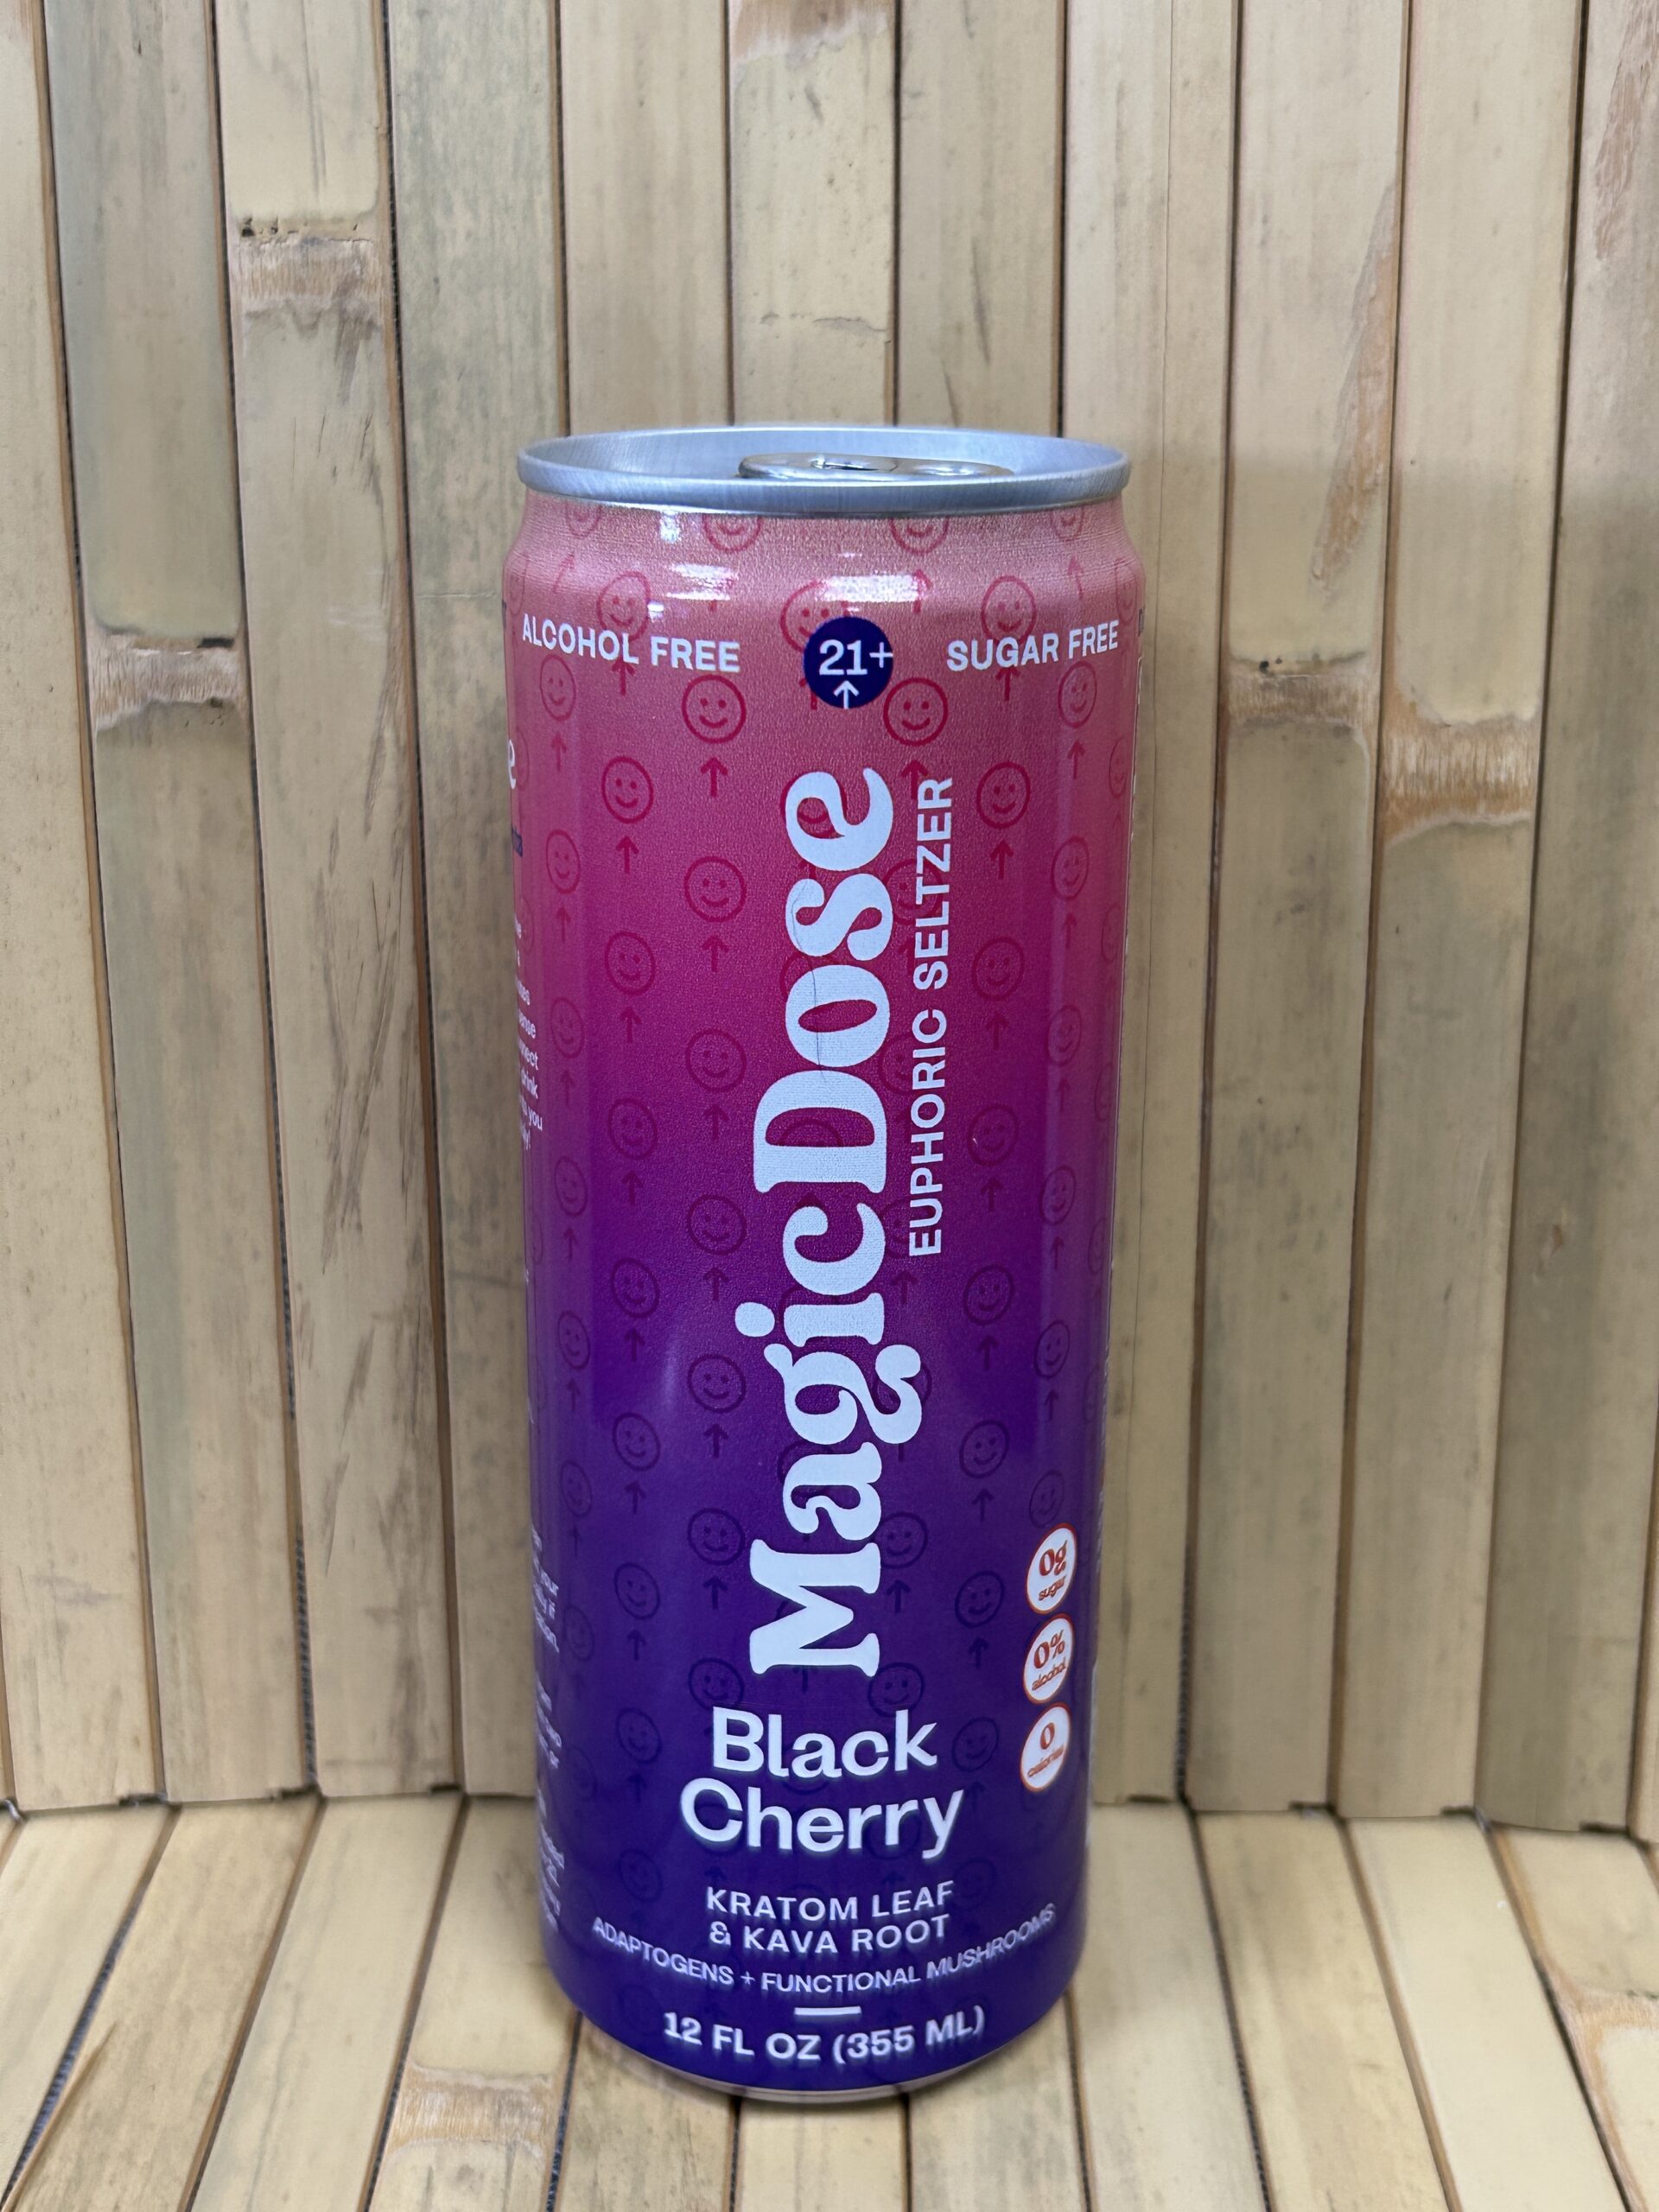 ALCOHOL FREE
21+
SUGAR FREE
MagicDose
EUPHORIC SELTZER
0g
sugar
0%
alcohol
0
calories
Black
Cherry
KRATOM LEAF
& KAVA ROOT
ADAPTOGENS + FUNCTIONAL MUSHROOMS
12 FL OZ (355 ML)